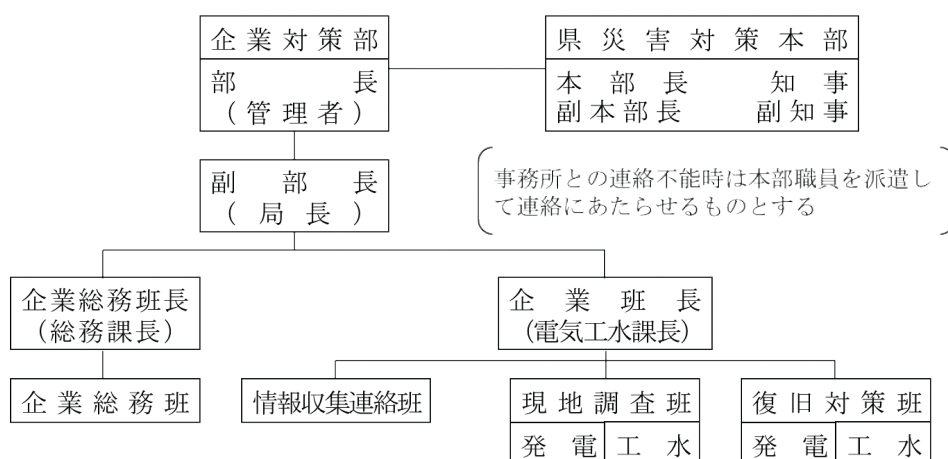 企業対策部
部長
（管理者）
県災害対策本部
本部長　知事
副本部長　副知事
副部長
（局長）
事務所との連絡不能時は本部職員を派遣し
て連絡にあたらせるものとする
企業総務班長
（総務課長）
企業班長
（電気工水課長）
企業総務班
情報収集連絡班
現地調査班
発電　工水
復旧対策班
発電　工水